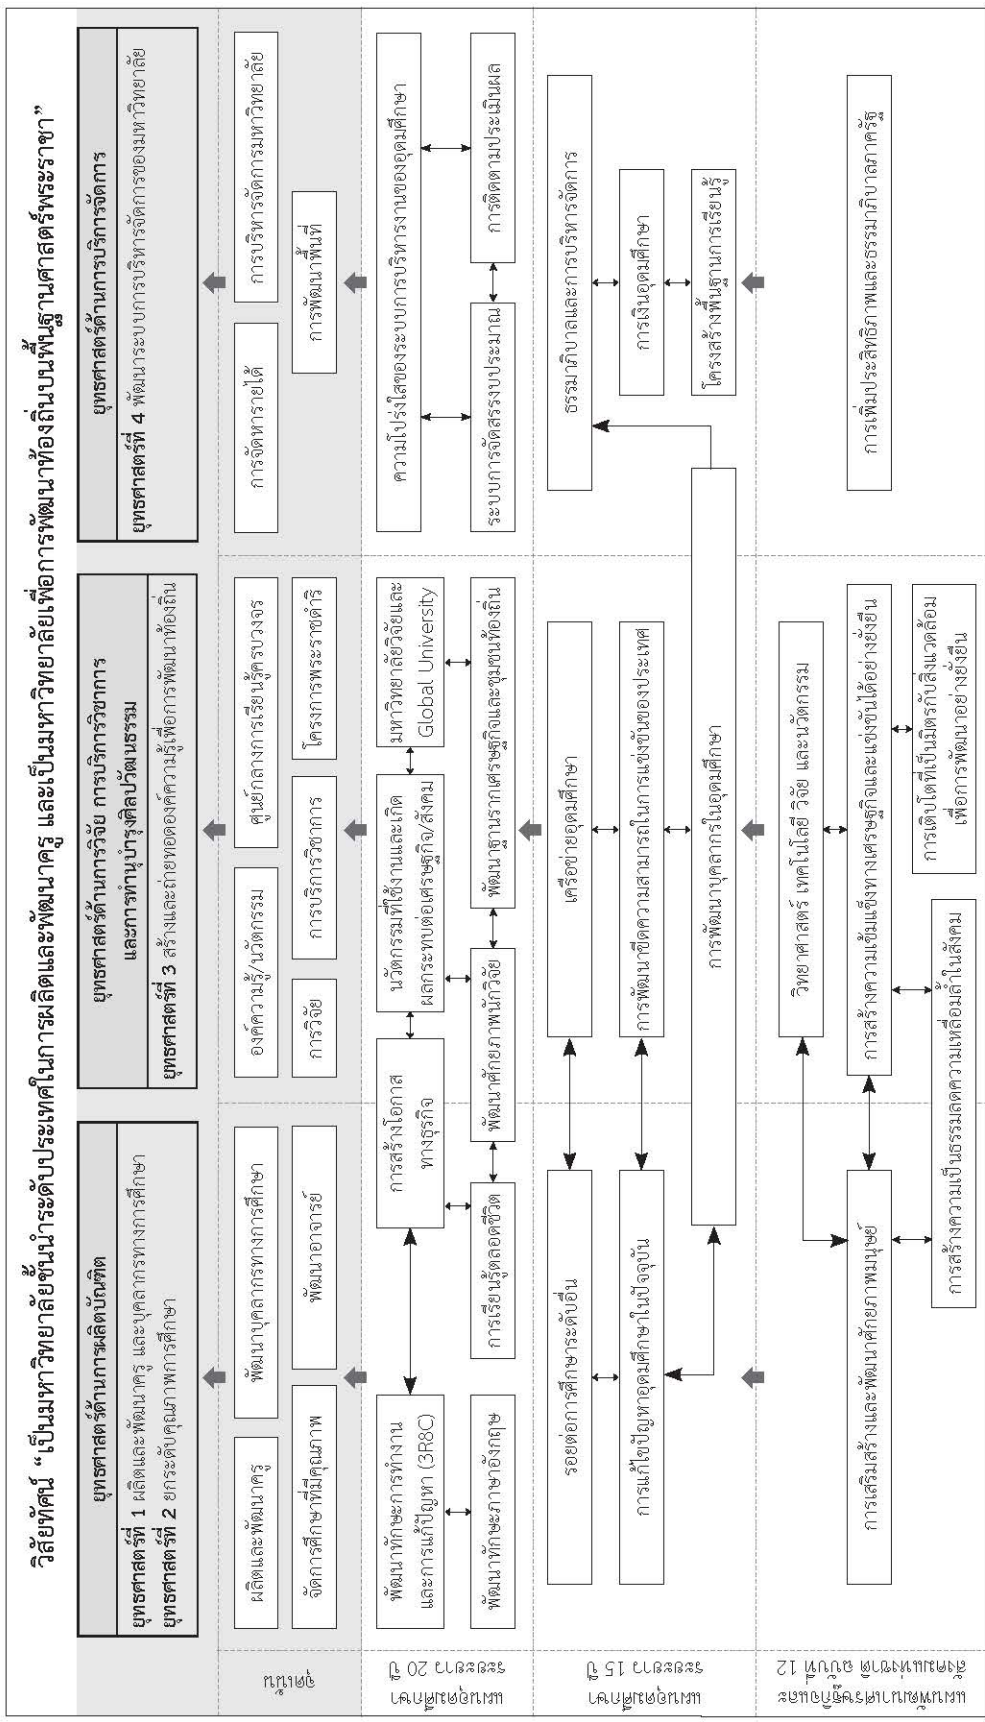 วิสัยทัศน์ “เป็นมหาวิทยาลัยชั้นนำระดับประเทศในการผลิตและพัฒนาครู และเป็นมหาวิทยาลัยเพื่อการพัฒนาท้องถิ่นบนพื้นฐานศาสตร์พระราชา”
ยุทธศาสตร์ด้านการผลิตบัณฑิต
ยุทธศาสตร์ที่ 1 ผลิตและพัฒนาครู และบุคลากรทางการศึกษา
ยุทธศาสตร์ที่ 2 ยกระดับคุณภาพการศึกษา
ยุทธศาสตร์ด้านการวิจัย การบริการวิชาการ
และการทำนุบำรุงศิลปวัฒนธรรม
ยุทธศาสตร์ที่ 3 สร้างและถ่ายทอดองค์ความรู้เพื่อการพัฒนาท้องถิ่น
ยุทธศาสตร์ด้านการบริการจัดการ
ยุทธศาสตร์ที่ 4 พัฒนาระบบการบริหารจัดการของมหาวิทยาลัย
จุดเน้น
ผลิตและพัฒนาครู
พัฒนาบุคลากรทางการศึกษา
องค์ความรู้/นวัตกรรม
ศูนย์กลางการเรียนรู้ครบวงจร
การจัดหารายได้
การบริหารจัดการมหาวิทยาลัย
จัดการศึกษาที่มีคุณภาพ
พัฒนาอาจารย์
การวิจัย
การบริการวิชาการ
โครงการพระราชดำริ
การพัฒนาพื้นที่
แผนอุดมศึกษา
ระยะยาว 20 ปี
พัฒนาทักษะการทำงาน
และการแก้ปัญหา (3R8C)
การสร้างโอกาส
ทางธุรกิจ
นวัตกรรมที่ใช้งานและเกิด
ผลกระทบต่อเศรษฐกิจ/สังคม
มหาวิทยาลัยวิจัยและ
Global University
ความโปร่งใสของระบบการบริหารงานของอุดมศึกษา
พัฒนาทักษะภาษาอังกฤษ
การเรียนรู้ตลอดชีวิต
พัฒนาศักยภาพนักวิจัย
พัฒนาฐานรากเศรษฐกิจและชุมชนท้องถิ่น
ระบบการจัดสรรงบประมาณ
การติดตามประเมินผล
แผนอุดมศึกษา
ระยะยาว 15 ปี
รอยต่อการศึกษาระดับอื่น
เครือข่ายอุดมศึกษา
ธรรมาภิบาลและการบริหารจัดการ
การแก้ไขปัญหาอุดมศึกษาในปัจจุบัน
การพัฒนาขีดความสามารถในการแข่งขันของประเทศ
การเงินอุดมศึกษา
การพัฒนาบุคลากรในอุดมศึกษา
โครงสร้างพื้นฐานการเรียนรู้
แผนพัฒนาเศรษฐกิจและ
สังคมแห่งชาติ ฉบับที่ 12
วิทยาศาสตร์ เทคโนโลยี วิจัย และนวัตกรรม
การเสริมสร้างและพัฒนาศักยภาพมนุษย์
การสร้างความเข้มแข็งทางเศรษฐกิจและแข่งขันได้อย่างยั่งยืน
การเพิ่มประสิทธิภาพและธรรมาภิบาลภาครัฐ
การสร้างความเป็นธรรมลดความเหลื่อมล้ำในสังคม
การเติบโตที่เป็นมิตรกับสิ่งแวดล้อม
เพื่อการพัฒนาอย่างยั่งยืน